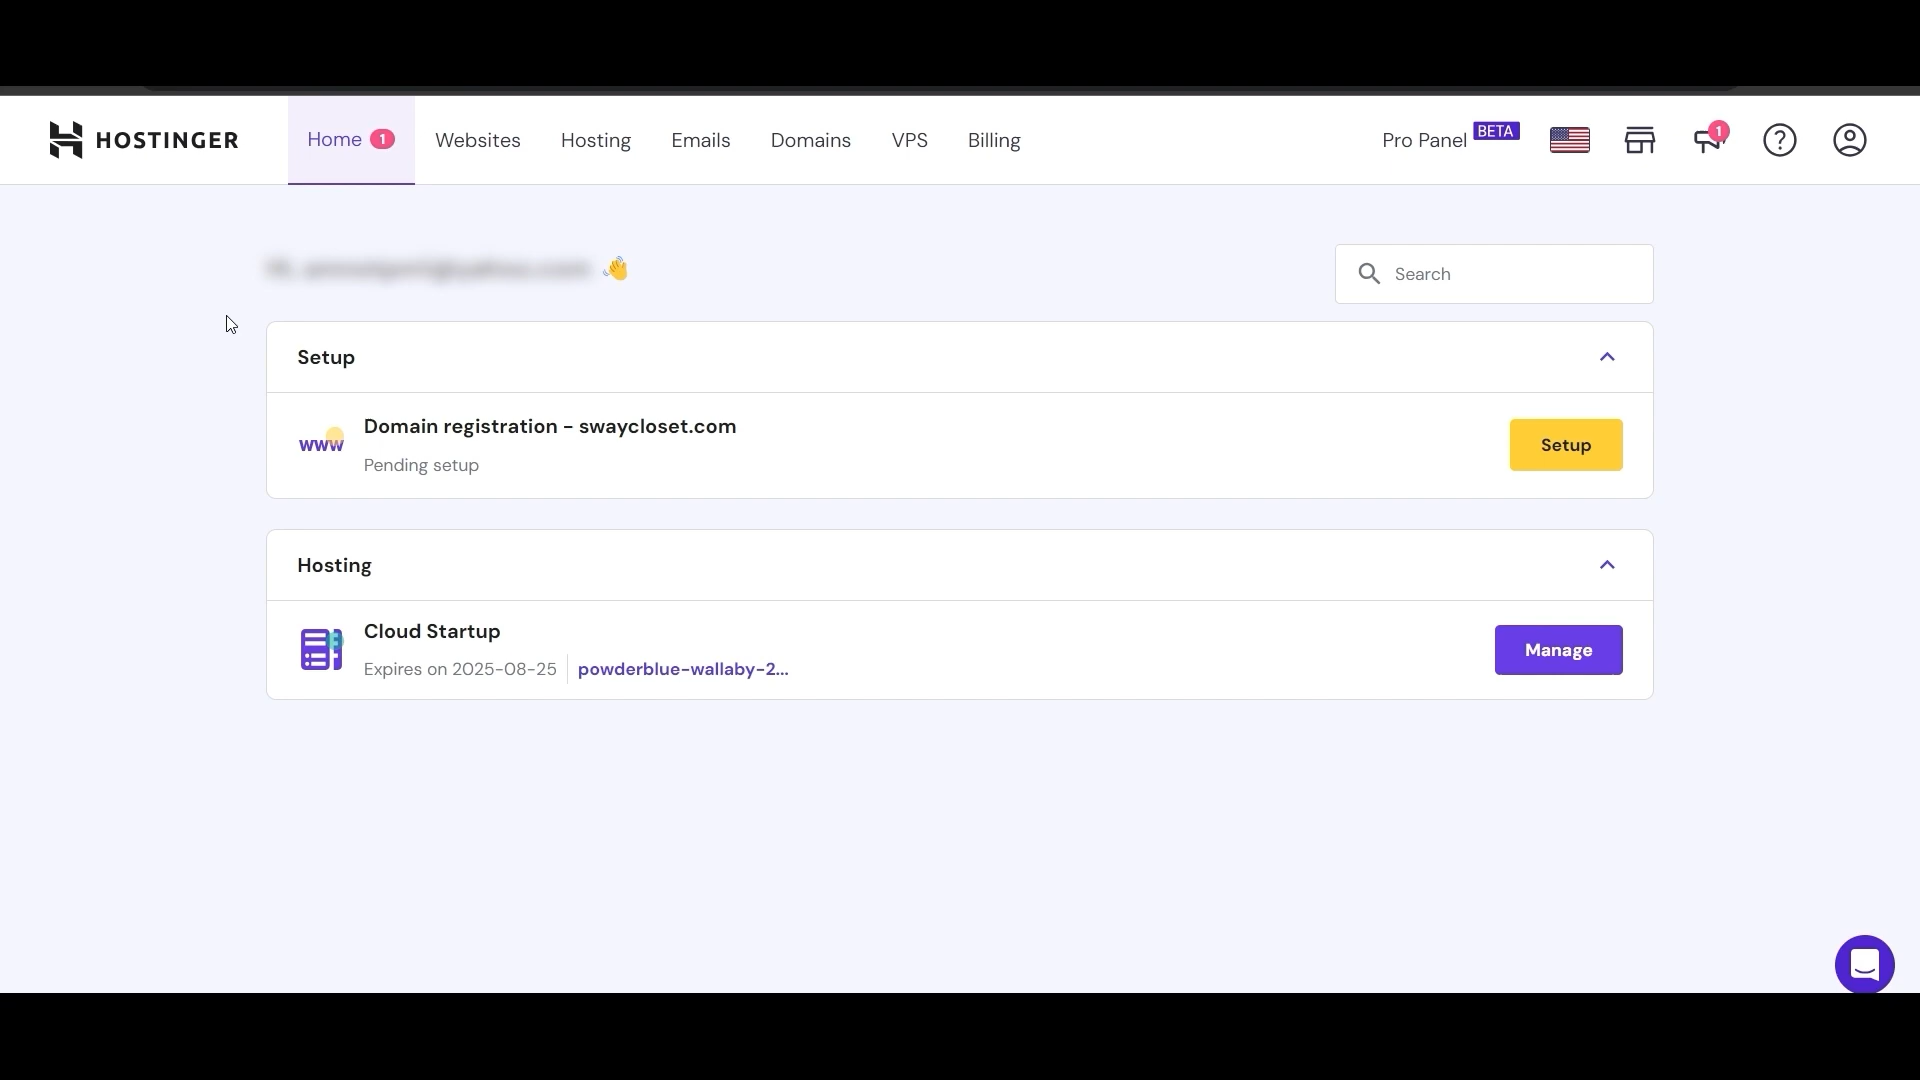 HOSTINGER
Home 1
Websites
Hosting
Emails
Domains
VPS
Billing
Pro Panel BETA
1
Search
Setup
www
Domain registration - swaycloset.com
Pending setup
Setup
Hosting
Cloud Startup
Expires on 2025-08-25
powderblue-wallaby-2...
Manage